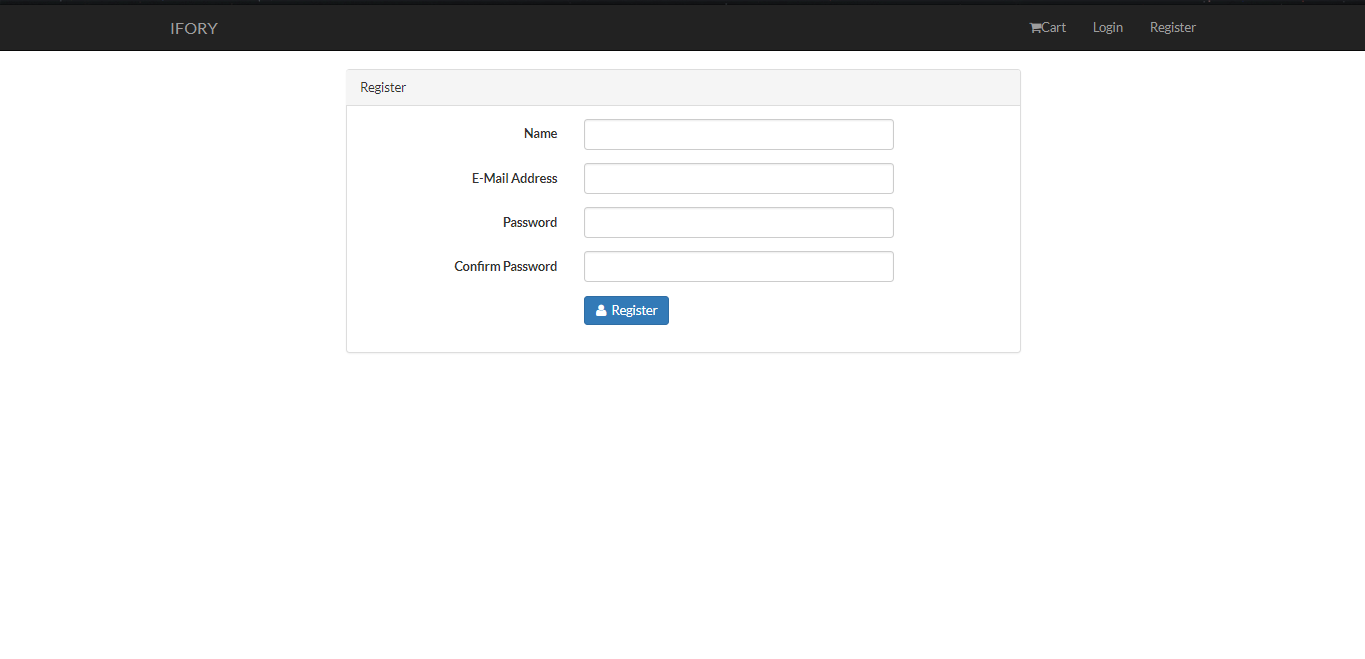 IFORY Cart Login Register
Register
Name
E-Mail Address
Password
Confirm Password
Register